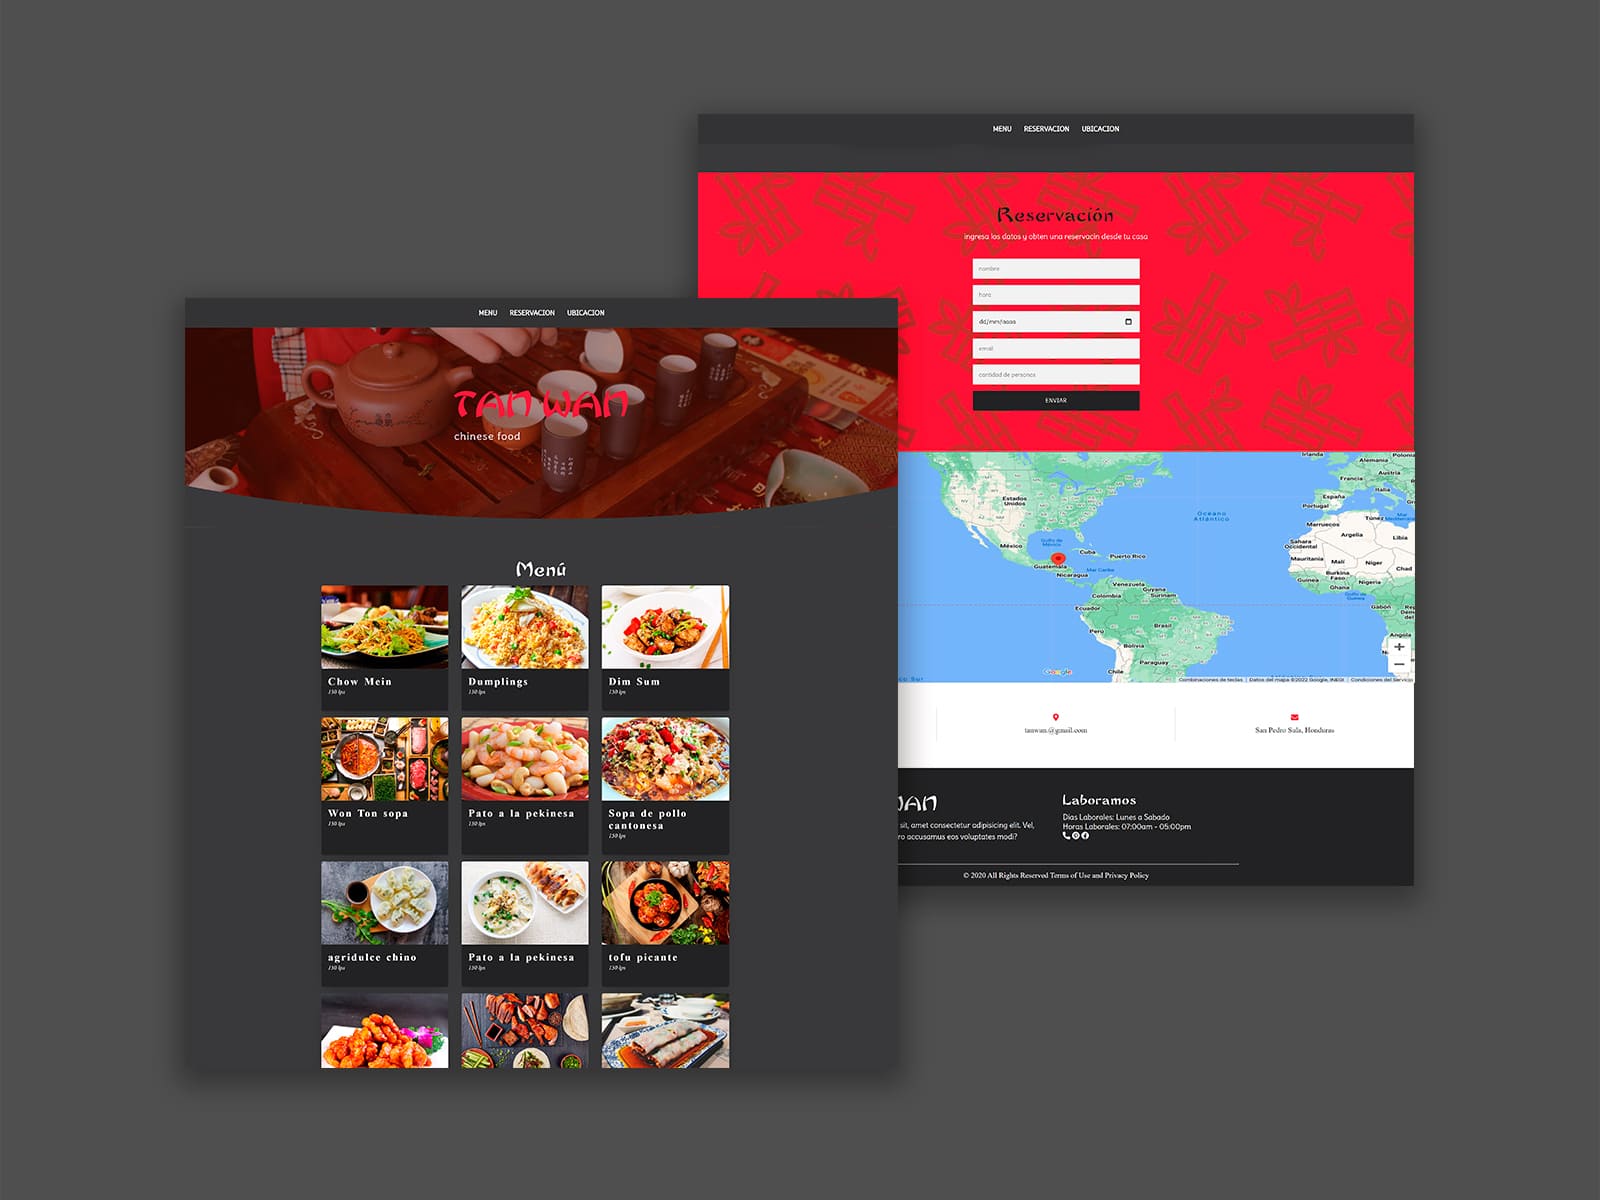 MENU RESERVACION UBICACION
TAN WAN
chinese food
Menú
Chow Mein
150 lps
Dumplings
150 lps
Dim Sum
150 lps
Won Ton sopa
150 lps
Pato a la pekinesa
150 lps
Sopa de pollo
cantonesa
150 lps
agridulce chino
150 lps
Pato a la pekinesa
150 lps
tofu picante
150 lps
MENU RESERVACION UBICACION
Reservación
ingresa los datos y obten una reservacin desde tu casa
nombre
hora
dd/mm/aaaa
email
cantidad de personas
ENVIAR
Irlanda
Polonia
Alemania
Austria
Francia
Italia
España
Portugal
Estados
Unidos
Oceano
Atlántico
Túnez
Mar
Mediterráneo
Marruecos
Argelia
Libia
Sahara
Occidental
México
Golfo de
México
Cuba
Puerto Rico
Mauritania
Malí
Niger
Chad
Guatemala
Mar Caribe
Nicaragua
Burkina
Faso
Nigeria
Guinea
Ghana
Golfo de
Guinea
Venezuela
Guyana
Surinam
Colombia
Ecuador
Gabón
Perú
Brasil
Angola
Bolivia
Paraguay
Chile
Google
co Sur
Combinaciones de teclas Datos del mapa ©2022 Google, INEGI Condiciones del Servicio
tanwan.@gmail.com
San Pedro Sula, Honduras
WAN
sit, amet consectetur adipisicing elit. Vel,
ro accusamus eos voluptates modi?
Laboramos
Dias Laborales: Lunes a Sabado
Horas Laborales: 07:00am - 05:00pm
© 2020 All Rights Reserved Terms of Use and Privacy Policy